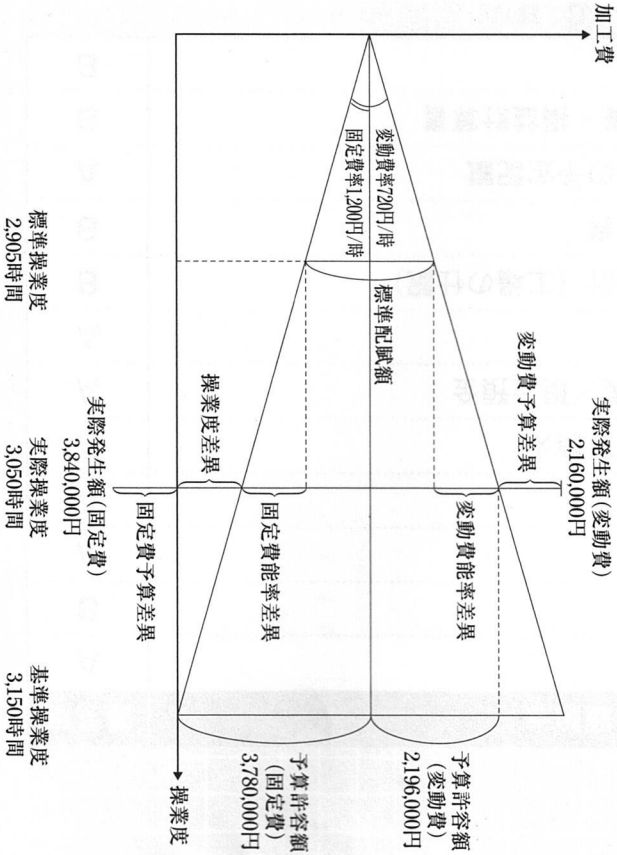 加工費
変動費率720円/時
固定費率1,200円/時
標準配賦額
変動費予算差異
実際発生額(変動費)
2,160,000円
変動費能率差異
予算許容額
(変動費)
2,196,000円
操業度差異
固定費能率差異
固定費予算差異
予算許容額
(固定費)
3,780,000円
実際発生額(固定費)
3,840,000円
標準操業度
2,905時間
実際操業度
3,050時間
基準操業度
3,150時間
操業度